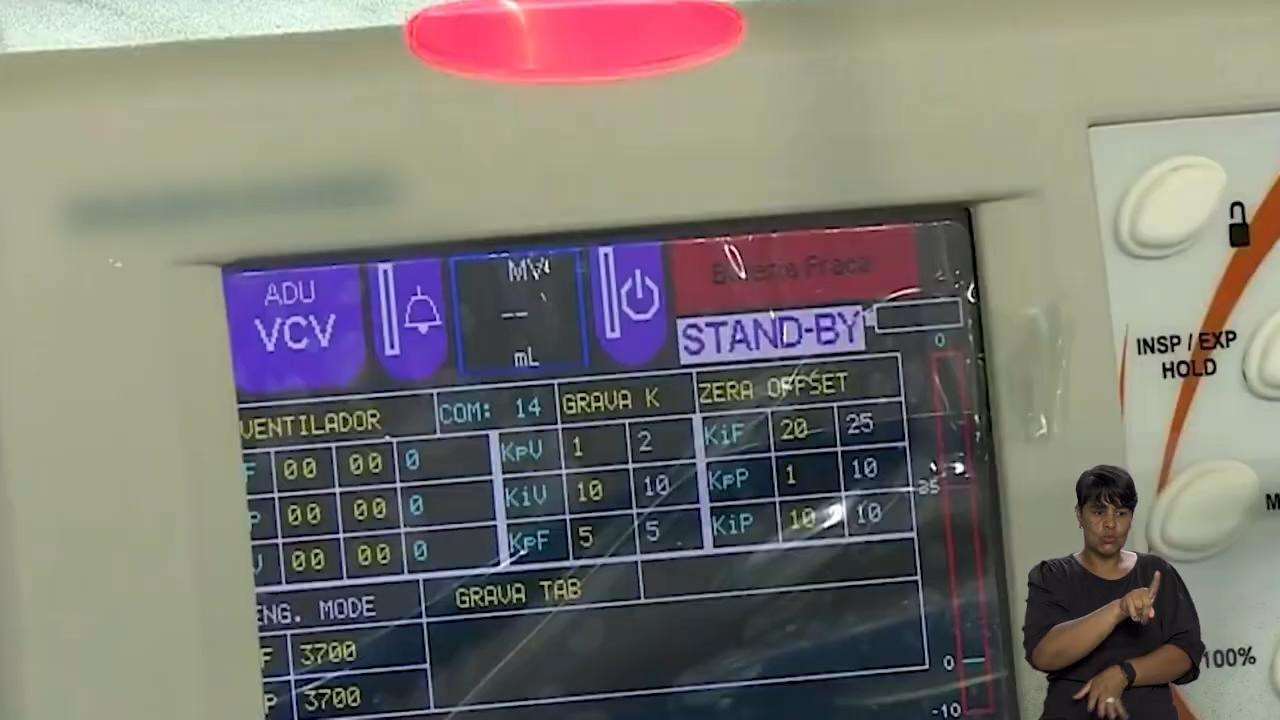 ADU
VCV
MV
--
mL
Bateria Fraca
STAND-BY
VENTILADOR
COM: 14
GRAVA K
ZERA OFFSET
F 00 00 0
KpV 1 2
KiF 20 25
P 00 00 0
KiV 10 10
KpP 1 10
V 00 00 0
KpF 5 5
KiP 10 10
ENG. MODE
GRAVA TAB
F 3700
P 3700
0
35
0
-10
INSP / EXP
HOLD
M
100%